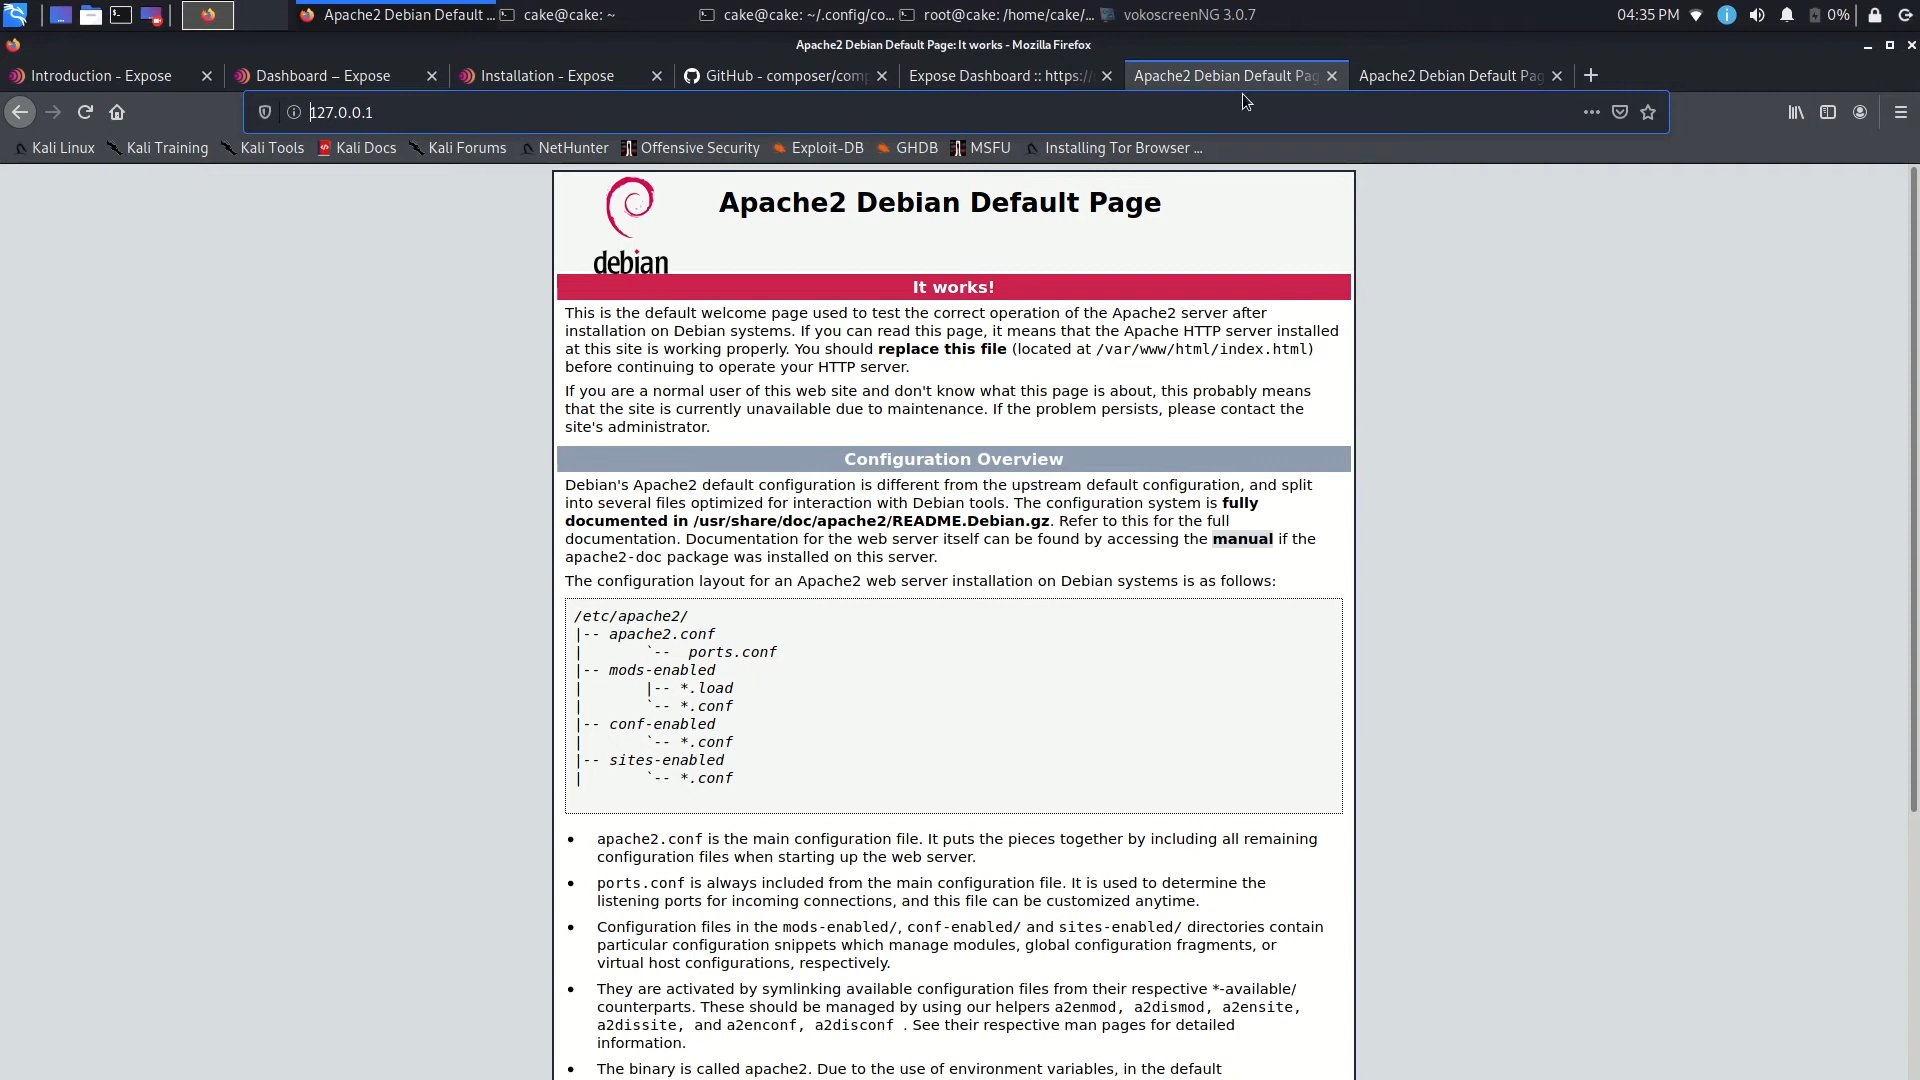 Apache2 Debian Default ... cake@cake: ~ cake@cake: ~/.config/co... root@cake: /home/cake/... vokoscreenNG 3.0.7 04:35 PM 0%
Apache2 Debian Default Page: It works - Mozilla Firefox
Introduction - Expose Dashboard – Expose Installation - Expose GitHub - composer/com Expose Dashboard :: https:/ Apache2 Debian Default Pag Apache2 Debian Default Pag
127.0.0.1
Kali Linux Kali Training Kali Tools Kali Docs Kali Forums NetHunter Offensive Security Exploit-DB GHDB MSFU Installing Tor Browser ...
Apache2 Debian Default Page
debian
It works!
This is the default welcome page used to test the correct operation of the Apache2 server after
installation on Debian systems. If you can read this page, it means that the Apache HTTP server installed
at this site is working properly. You should replace this file (located at /var/www/html/index.html)
before continuing to operate your HTTP server.
If you are a normal user of this web site and don't know what this page is about, this probably means
that the site is currently unavailable due to maintenance. If the problem persists, please contact the
site's administrator.
Configuration Overview
Debian's Apache2 default configuration is different from the upstream default configuration, and split
into several files optimized for interaction with Debian tools. The configuration system is fully
documented in /usr/share/doc/apache2/README.Debian.gz. Refer to this for the full
documentation. Documentation for the web server itself can be found by accessing the manual if the
apache2-doc package was installed on this server.
The configuration layout for an Apache2 web server installation on Debian systems is as follows:
/etc/apache2/
|-- apache2.conf
|       `--  ports.conf
|-- mods-enabled
|       |-- *.load
|       `-- *.conf
|-- conf-enabled
|       `-- *.conf
|-- sites-enabled
|       `-- *.conf
• apache2.conf is the main configuration file. It puts the pieces together by including all remaining
configuration files when starting up the web server.
• ports.conf is always included from the main configuration file. It is used to determine the
listening ports for incoming connections, and this file can be customized anytime.
• Configuration files in the mods-enabled/, conf-enabled/ and sites-enabled/ directories contain
particular configuration snippets which manage modules, global configuration fragments, or
virtual host configurations, respectively.
• They are activated by symlinking available configuration files from their respective *-available/
counterparts. These should be managed by using our helpers a2enmod, a2dismod, a2ensite,
a2dissite, and a2enconf, a2disconf . See their respective man pages for detailed
information.
• The binary is called apache2. Due to the use of environment variables, in the default